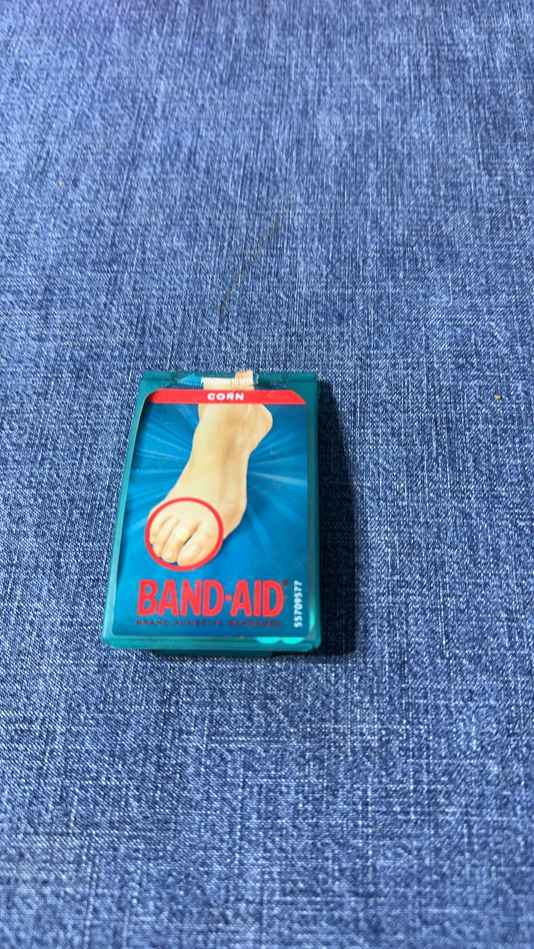 CORN
BAND-AID®
BRAND ADHESIVE BANDAGES
55709577